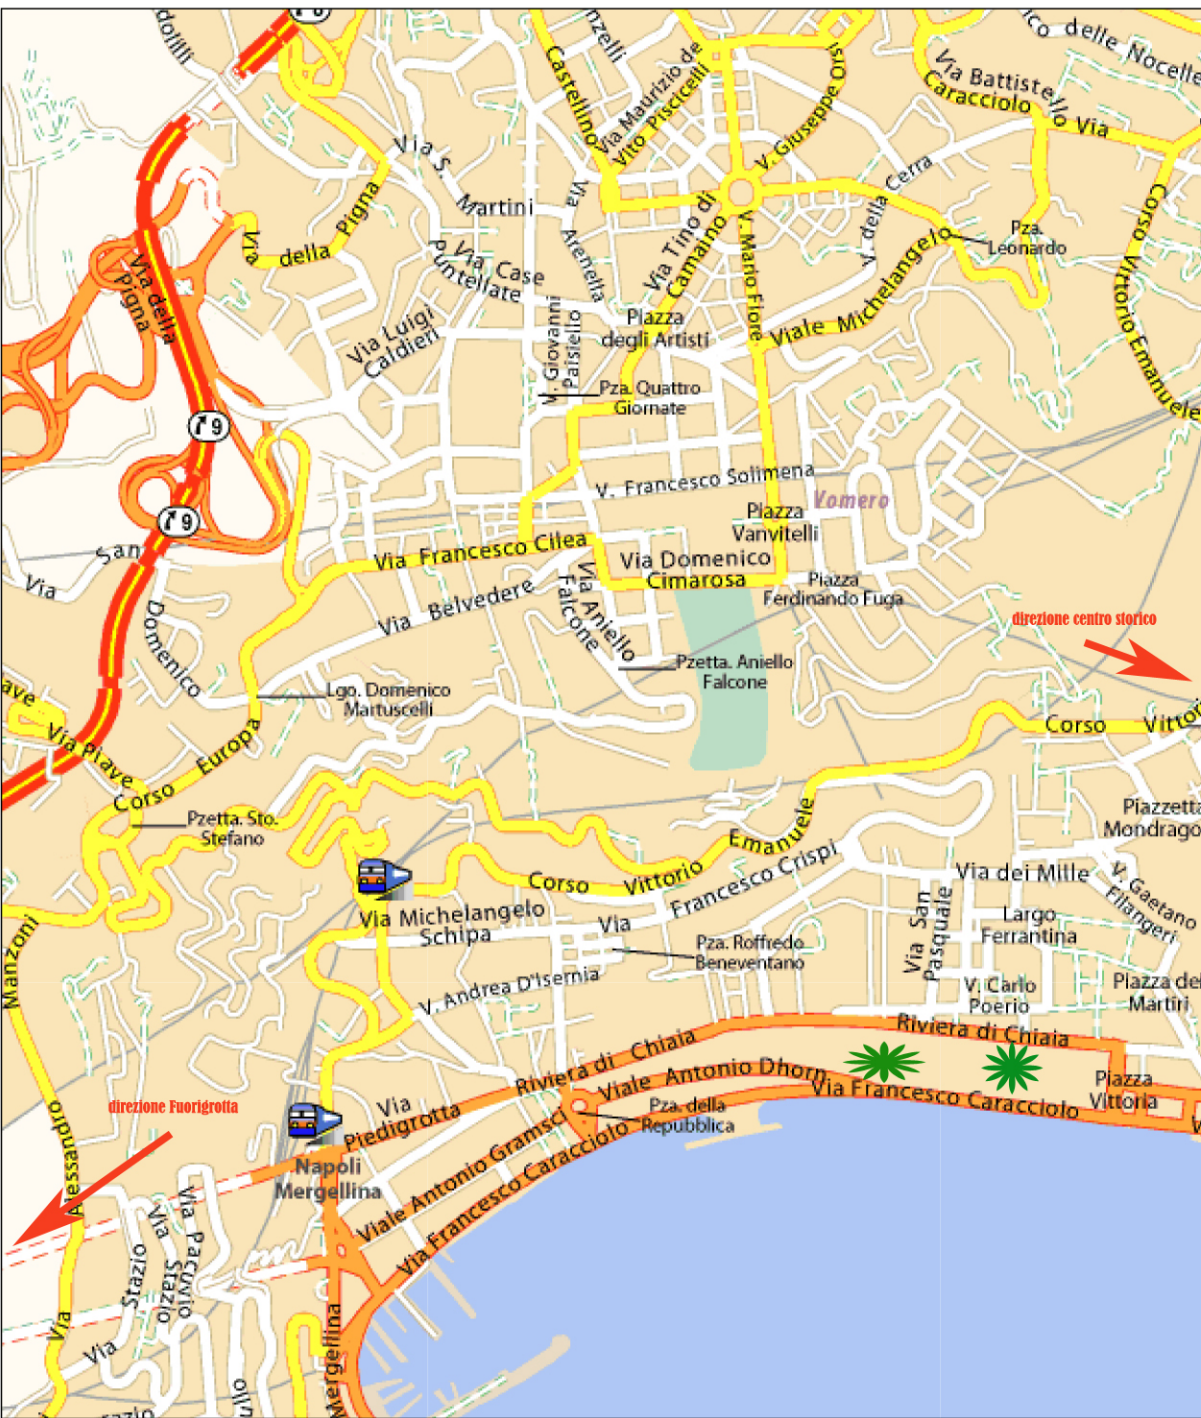 dolilli
nzelli
ico delle Nocelle
Castellino
Via Maurizio de
Vito Piscicelli
V. Giuseppe Orsi
Via Battistello
Caracciolo
Via
Via S.
Martini
Via Arenella
V. della Cerra
Corso Vittorio Emanuele
Via della Pigna
Via della
Pigna
Via Case
Puntellate
Via Tino di
Camaino
V. Mario Fiore
Viale Michelangelo
Pza.
Leonardo
Via Luigi
Caldieri
V. Giovanni
Paisiello
Piazza
degli Artisti
Pza. Quattro
Giornate
9
V. Francesco Solimena
Vomero
9
Piazza
Vanvitelli
Via San
Domenico
Via Francesco Cilea
Via Domenico
Cimarosa
Piazza
Ferdinando Fuga
Via Belvedere
Via Aniello
Falcone
direzione centro storico
Pzetta. Aniello
Falcone
Lgo. Domenico
Martuscelli
ave
Via Piave
Corso Europa
Corso Vittor
Pzetta. Sto.
Stefano
Piazzetta
Mondrago
Corso Vittorio Emanuele
Via Francesco Crispi
Via dei Mille
V. Gaetano
Filangeri
Via Michelangelo
Schipa
Via San
Pasquale
Largo
Ferrantina
Pza. Roffredo
Beneventano
V. Andrea D'Isernia
V. Carlo
Poerio
Piazza de
Martiri
Manzoni
Riviera di Chiaia
Riviera di Chiaia
Viale Antonio Dhorn
Via Francesco Caracciolo
Piazza
Vittoria
V
direzione Fuorigrotta
Via
Piedigrotta
Pza. della
Repubblica
Napoli
Mergellina
Viale Antonio Gramsci
Via Francesco Caracciolo
Alessandro
Via
Via Pacuvio
Via Stazio
Stazio
Via
Mergellina
azio
ullo